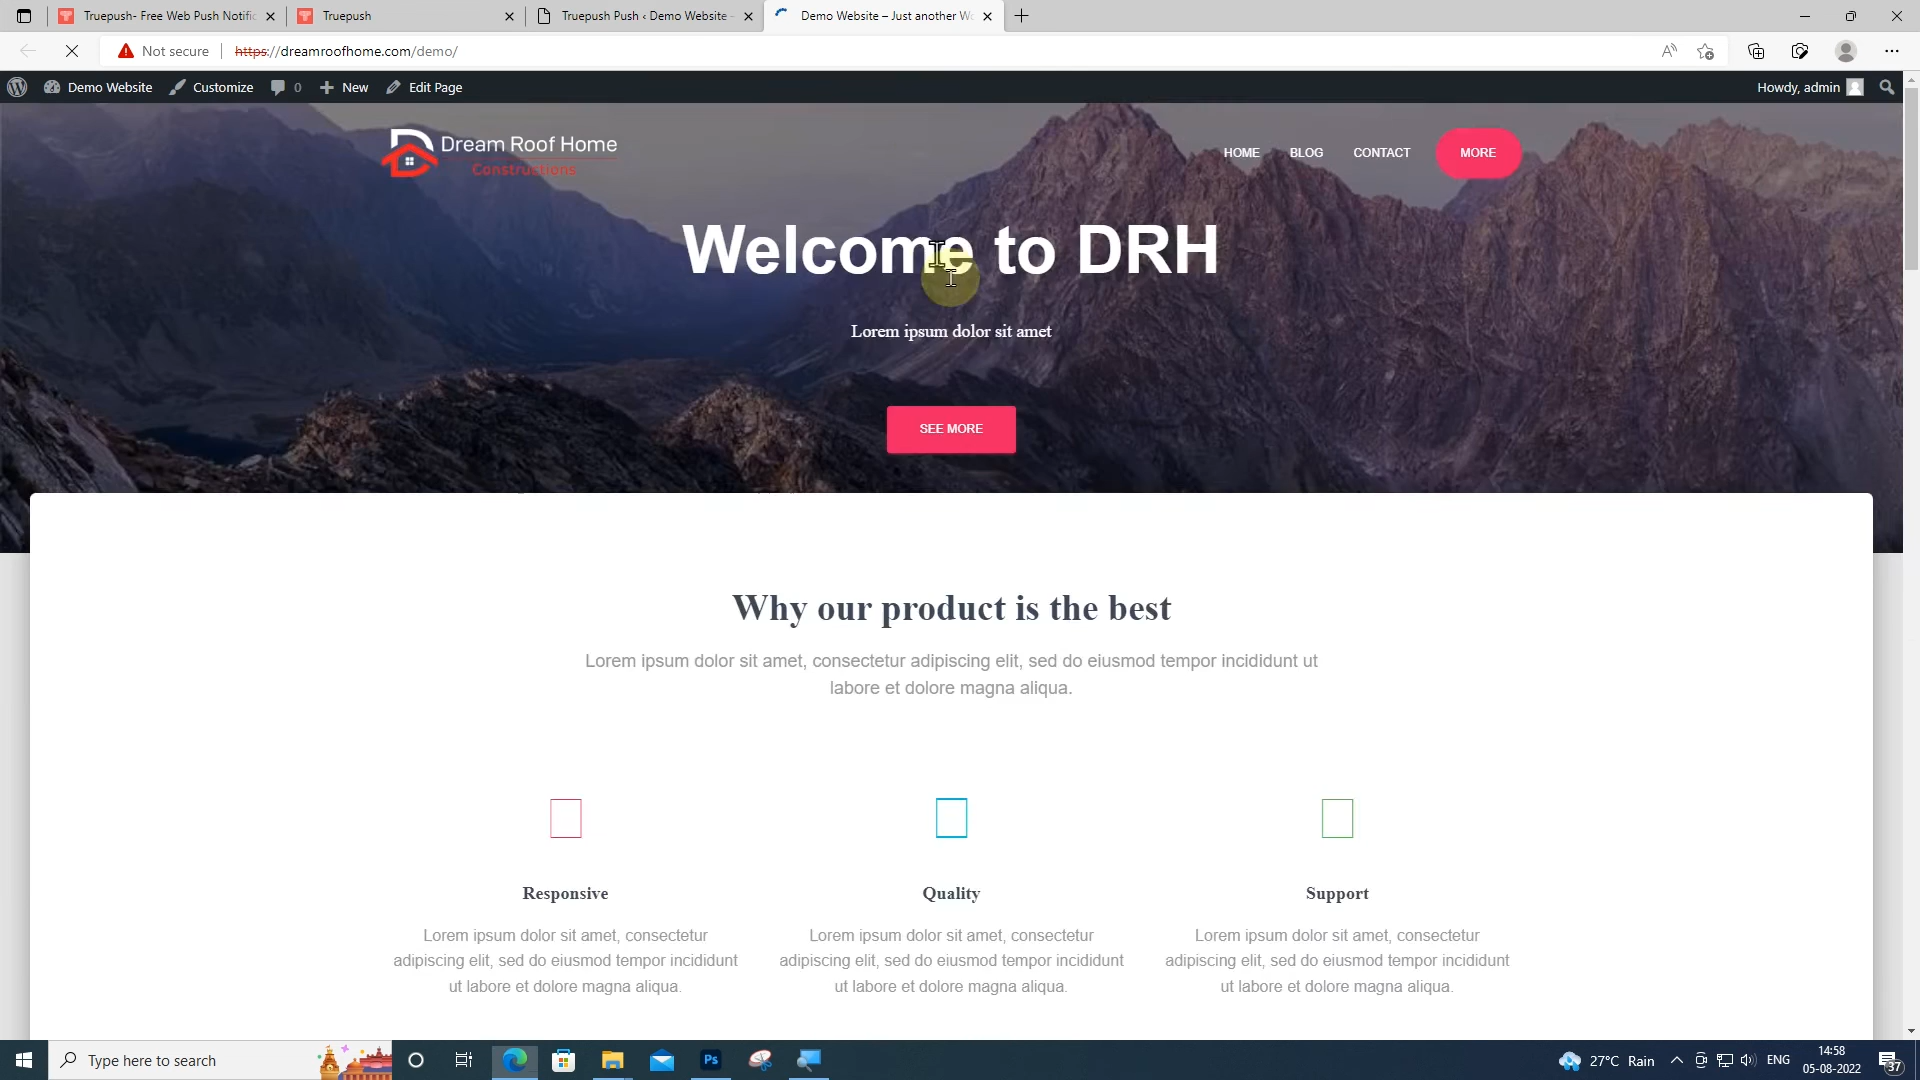 Truepush- Free Web Push Notific
Truepush
Truepush Push ‹ Demo Website –
Demo Website – Just another Wo
Not secure
https://dreamroofhome.com/demo/
Demo Website
Customize
0
New
Edit Page
Howdy, admin
Dream Roof Home
Constructions
HOME
BLOG
CONTACT
MORE
Welcome to DRH
Lorem ipsum dolor sit amet
SEE MORE
Why our product is the best
Lorem ipsum dolor sit amet, consectetur adipiscing elit, sed do eiusmod tempor incididunt ut
labore et dolore magna aliqua.
Responsive
Lorem ipsum dolor sit amet, consectetur
adipiscing elit, sed do eiusmod tempor incididunt
ut labore et dolore magna aliqua.
Quality
Lorem ipsum dolor sit amet, consectetur
adipiscing elit, sed do eiusmod tempor incididunt
ut labore et dolore magna aliqua.
Support
Lorem ipsum dolor sit amet, consectetur
adipiscing elit, sed do eiusmod tempor incididunt
ut labore et dolore magna aliqua.
Type here to search
Ps
27°C Rain
ENG
14:58
05-08-2022
37